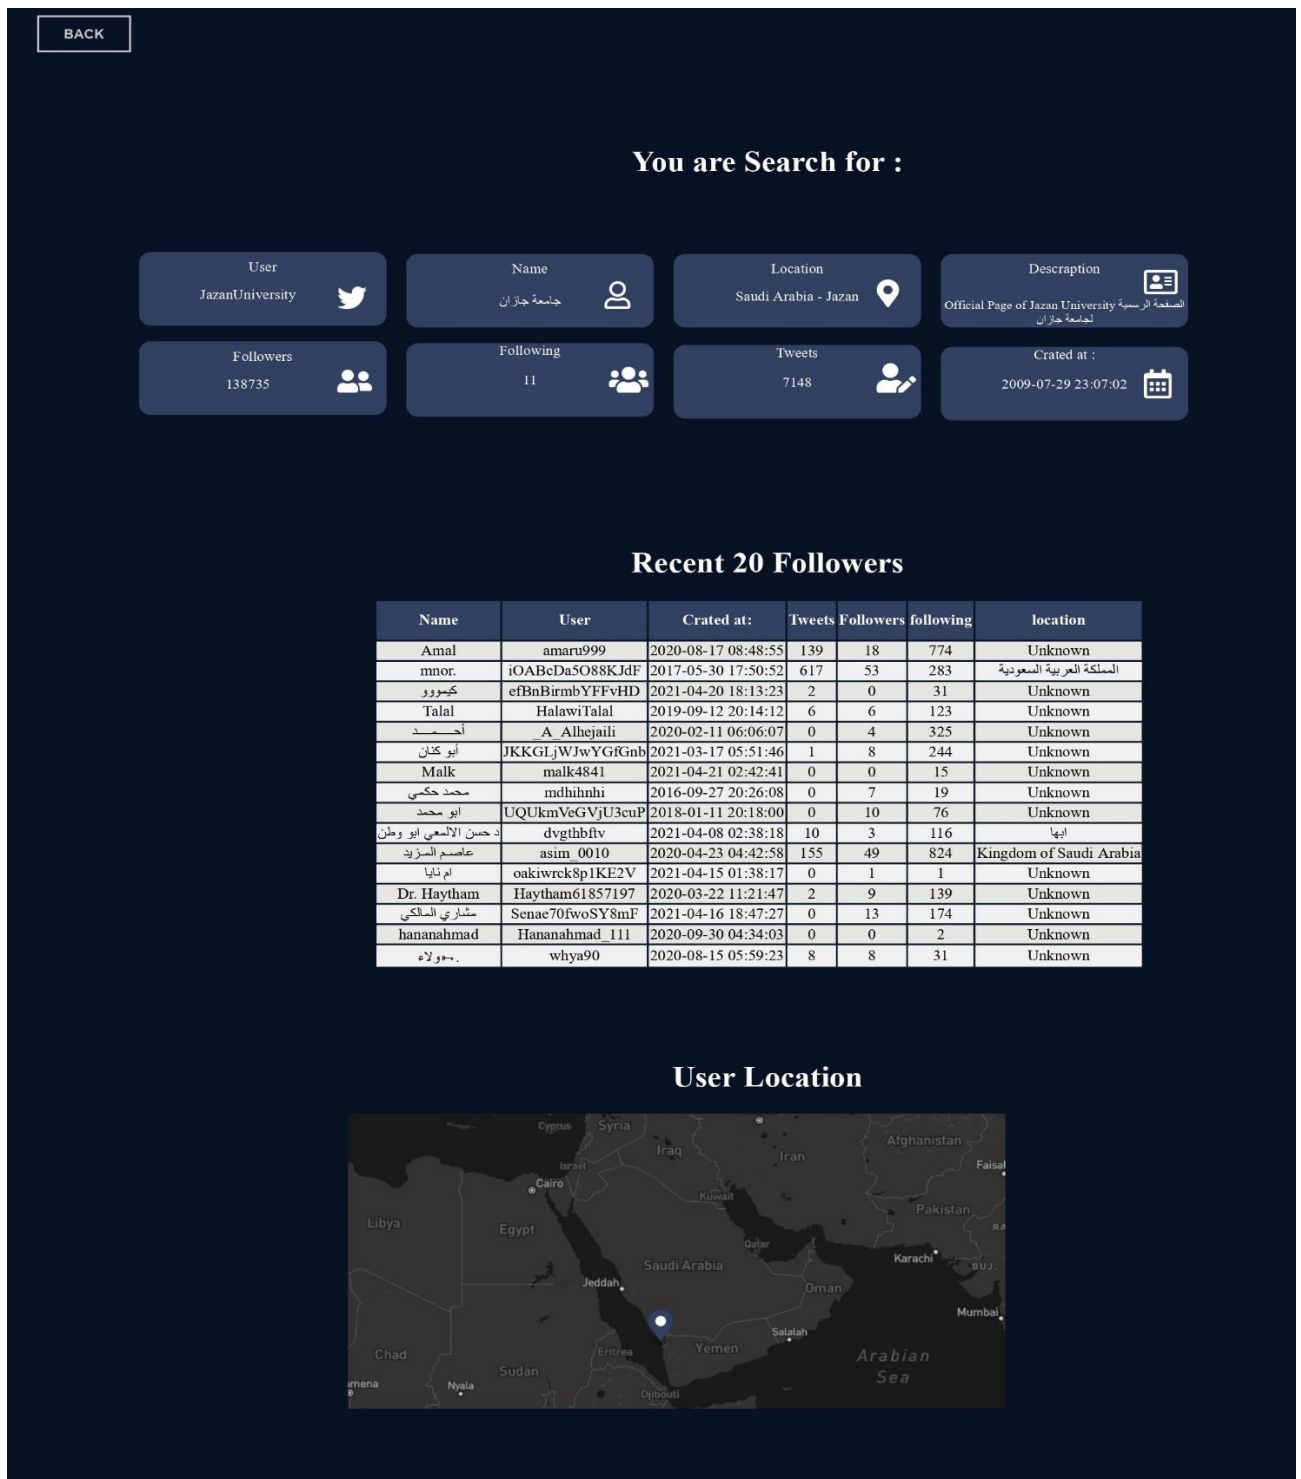 BACK
You are Search for :
User
JazanUniversity
Name
جامعة جازان
Location
Saudi Arabia - Jazan
Descraption
Official Page of Jazan University الصفحة الرسمية
لجامعة جازان
Followers
138735
Following
11
Tweets
7148
Crated at :
2009-07-29 23:07:02
Recent 20 Followers
Name User Crated at: Tweets Followers following location
Amal amaru999 2020-08-17 08:48:55 139 18 774 Unknown
mnor. iOABcDa5O88KJdF 2017-05-30 17:50:52 617 53 283 المملكة العربية السعودية
كيمووو efBnBirmbYFFvHD 2021-04-20 18:13:23 2 0 31 Unknown
Talal HalawiTalal 2019-09-12 20:14:12 6 6 123 Unknown
أحـــمـــد _A_Alhejaili 2020-02-11 06:06:07 0 4 325 Unknown
أبو كنان JKKGLjWJwYGfGnb 2021-03-17 05:51:46 1 8 244 Unknown
Malk malk4841 2021-04-21 02:42:41 0 0 15 Unknown
محمد حكمي mdhihnhi 2016-09-27 20:26:08 0 7 19 Unknown
ابو محمد UQUkmVeGVjU3cuP 2018-01-11 20:18:00 0 10 76 Unknown
د حسن الالمعي ابو وطن dvgthbftv 2021-04-08 02:38:18 10 3 116 ابها
عاصم المزيد asim_0010 2020-04-23 04:42:58 155 49 824 Kingdom of Saudi Arabia
ام نايا oakiwrck8p1KE2V 2021-04-15 01:38:17 0 1 1 Unknown
Dr. Haytham Haytham61857197 2020-03-22 11:21:47 2 9 139 Unknown
مشاري المالكي Senae70fwoSY8mF 2021-04-16 18:47:27 0 13 174 Unknown
hananahmad Hananahmad_111 2020-09-30 04:34:03 0 0 2 Unknown
ولاء whya90 2020-08-15 05:59:23 8 8 31 Unknown
User Location
Cyprus
Syria
Iraq
Iran
Afghanistan
Israel
Faisal
Cairo
Kuwait
Pakistan
Libya
Egypt
Qatar
Karachi
GUJ.
Saudi Arabia
Jeddah
Oman
Mumbai
Salalah
Yemen
Eritrea
Chad
Sudan
Arabian
Sea
mena
Nyala
Djibouti